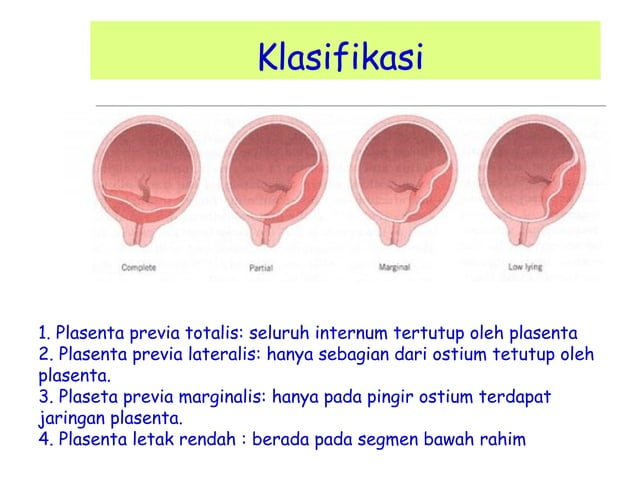 Klasifikasi
Complete
Partial
Marginal
Low lying
1. Plasenta previa totalis: seluruh internum tertutup oleh plasenta
2. Plasenta previa lateralis: hanya sebagian dari ostium tetutup oleh
plasenta.
3. Plaseta previa marginalis: hanya pada pingir ostium terdapat
jaringan plasenta.
4. Plasenta letak rendah : berada pada segmen bawah rahim